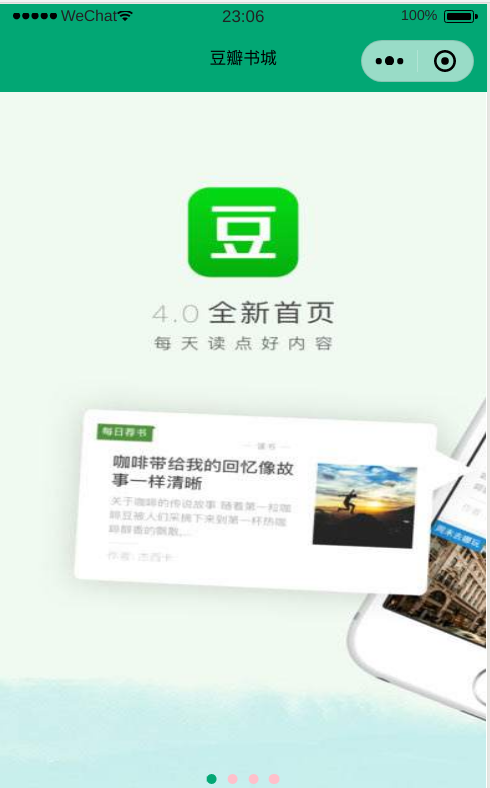 WeChat 23:06 100%
豆瓣书城
豆
4.0 全新首页
每天读点好内容
每日荐书
读书
咖啡带给我的回忆像故
事一样清晰
关于咖啡的传说故事 随着第一粒咖
啡豆被人们采摘下来到第一杯热咖
啡醇香的飘散,...
作者:杰西卡
周末去哪玩